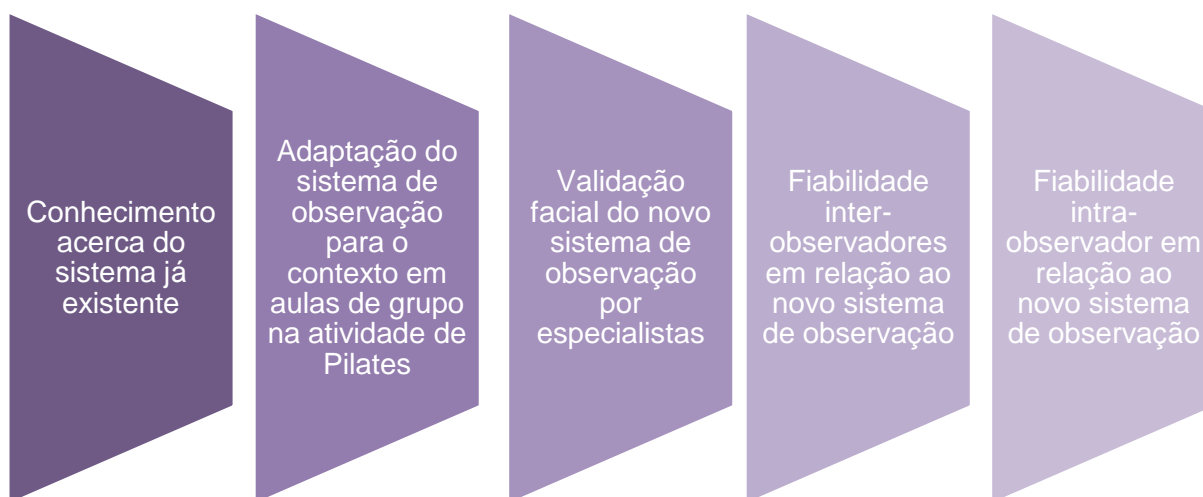 Conhecimento
acerca do
sistema já
existente
Adaptação do
sistema de
observação
para o
contexto em
aulas de grupo
na atividade de
Pilates
Validação
facial do novo
sistema de
observação
por
especialistas
Fiabilidade
inter-
observadores
em relação ao
novo sistema
de observação
Fiabilidade
intra-
observador em
relação ao
novo sistema
de observação